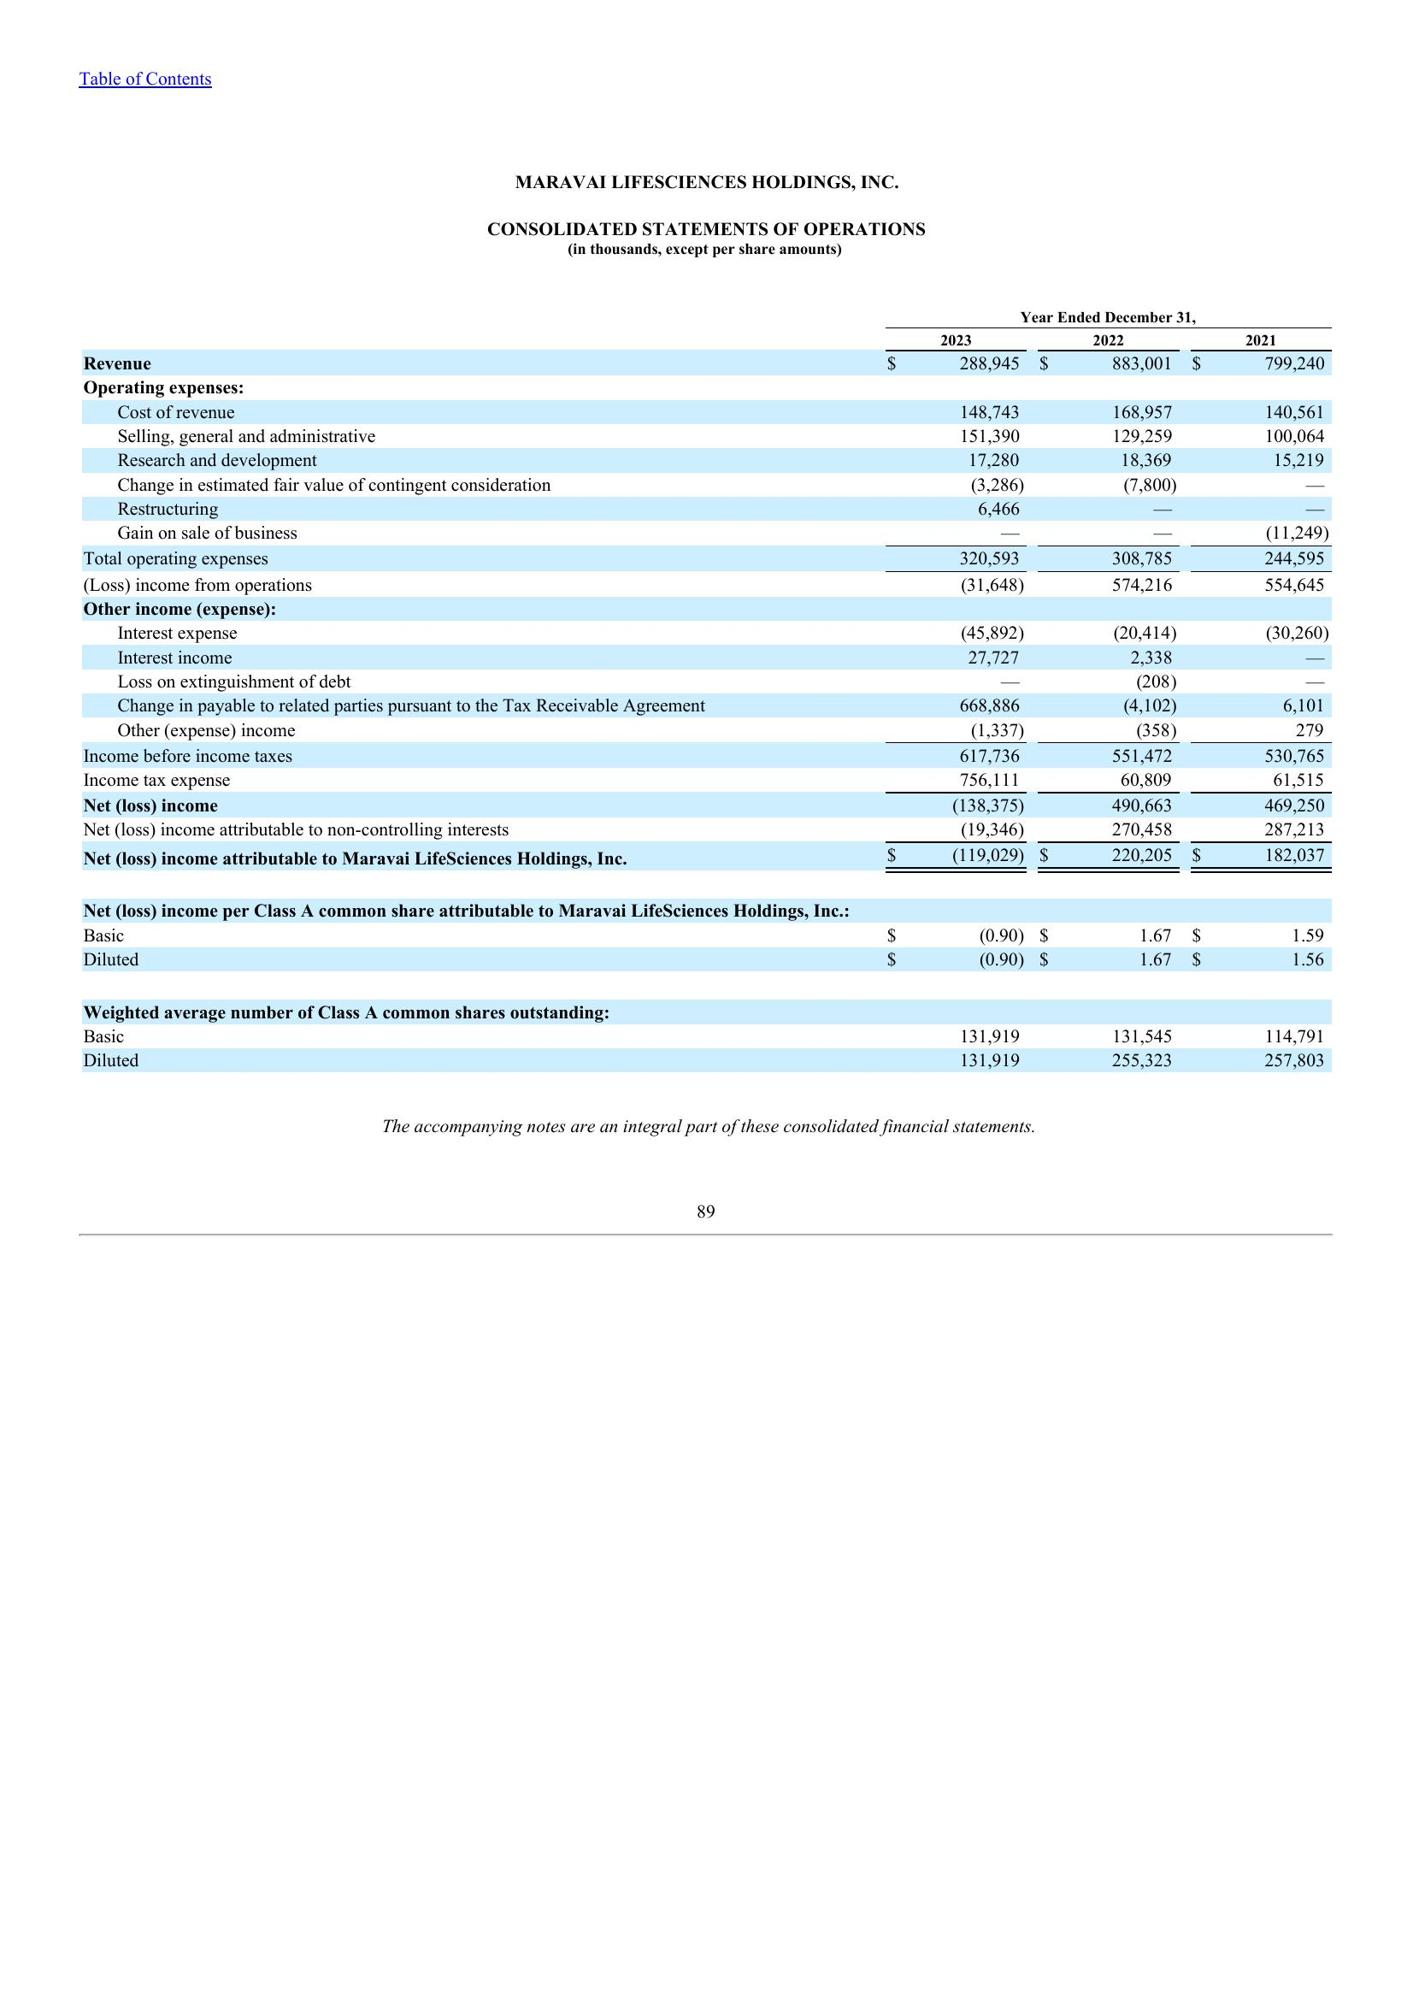 Table of Contents
MARAVAI LIFESCIENCES HOLDINGS, INC.
CONSOLIDATED STATEMENTS OF OPERATIONS
(in thousands, except per share amounts)
Year Ended December 31,
2023 2022 2021
Revenue $ 288,945 $ 883,001 $ 799,240
Operating expenses:
Cost of revenue 148,743 168,957 140,561
Selling, general and administrative 151,390 129,259 100,064
Research and development 17,280 18,369 15,219
Change in estimated fair value of contingent consideration (3,286) (7,800) —
Restructuring 6,466 — —
Gain on sale of business — — (11,249)
Total operating expenses 320,593 308,785 244,595
(Loss) income from operations (31,648) 574,216 554,645
Other income (expense):
Interest expense (45,892) (20,414) (30,260)
Interest income 27,727 2,338 —
Loss on extinguishment of debt — (208) —
Change in payable to related parties pursuant to the Tax Receivable Agreement 668,886 (4,102) 6,101
Other (expense) income (1,337) (358) 279
Income before income taxes 617,736 551,472 530,765
Income tax expense 756,111 60,809 61,515
Net (loss) income (138,375) 490,663 469,250
Net (loss) income attributable to non-controlling interests (19,346) 270,458 287,213
Net (loss) income attributable to Maravai LifeSciences Holdings, Inc. $ (119,029) $ 220,205 $ 182,037
Net (loss) income per Class A common share attributable to Maravai LifeSciences Holdings, Inc.:
Basic $ (0.90) $ 1.67 $ 1.59
Diluted $ (0.90) $ 1.67 $ 1.56
Weighted average number of Class A common shares outstanding:
Basic 131,919 131,545 114,791
Diluted 131,919 255,323 257,803
The accompanying notes are an integral part of these consolidated financial statements.
89